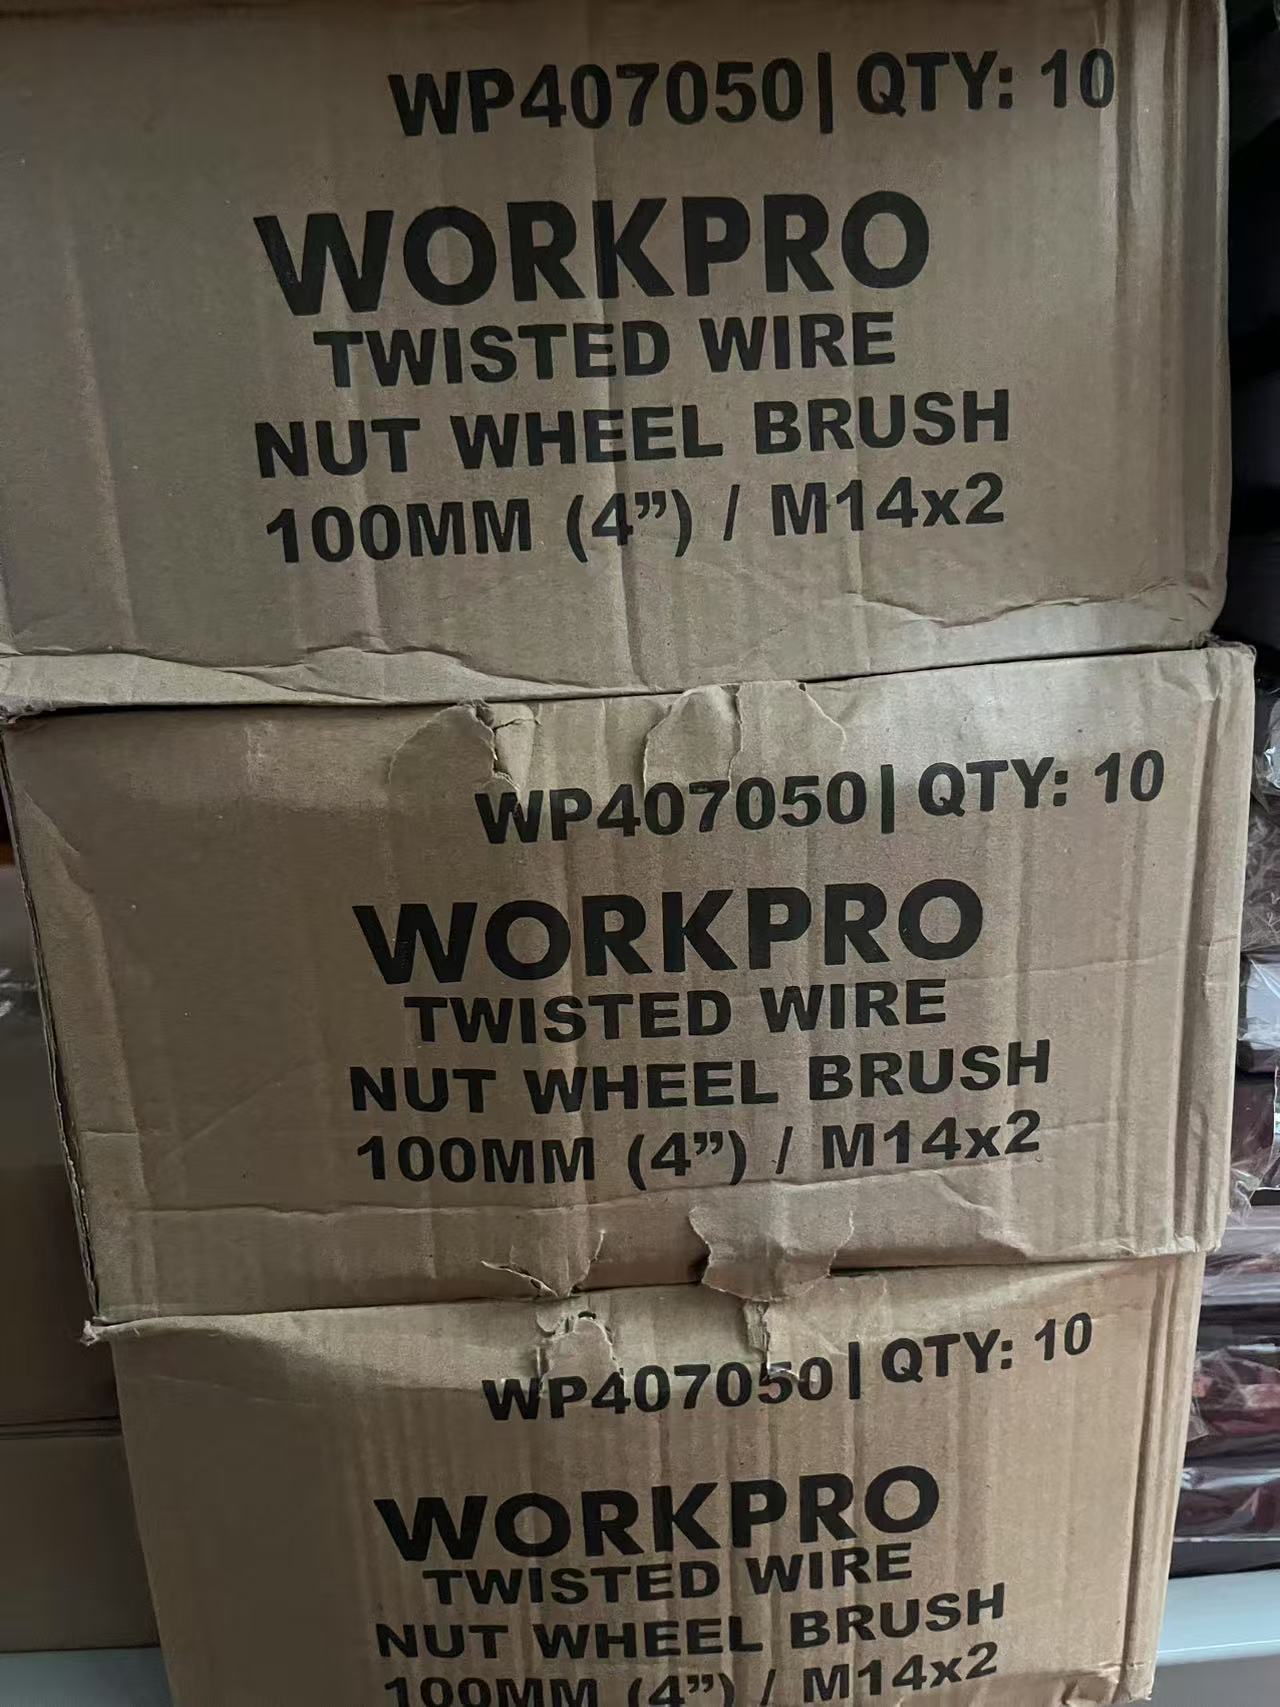 WP407050| QTY: 10
WORKPRO
TWISTED WIRE
NUT WHEEL BRUSH
100MM (4”) / M14x2
WP407050| QTY: 10
WORKPRO
TWISTED WIRE
NUT WHEEL BRUSH
100MM (4”) / M14x2
WP407050| QTY: 10
WORKPRO
TWISTED WIRE
NUT WHEEL BRUSH
100MM (4”) / M14x2